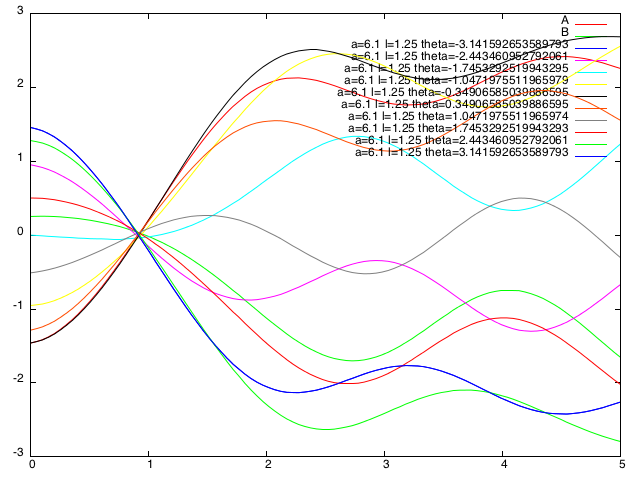 A
B
a=6.1 l=1.25 theta=-3.141592653589793
a=6.1 l=1.25 theta=-2.443460952792061
a=6.1 l=1.25 theta=-1.7453292519943295
a=6.1 l=1.25 theta=-1.0471975511965979
a=6.1 l=1.25 theta=-0.34906585039886595
a=6.1 l=1.25 theta=0.34906585039886595
a=6.1 l=1.25 theta=1.0471975511965974
a=6.1 l=1.25 theta=1.7453292519943293
a=6.1 l=1.25 theta=2.443460952792061
a=6.1 l=1.25 theta=3.141592653589793
3
2
1
0
-1
-2
-3
0 1 2 3 4 5